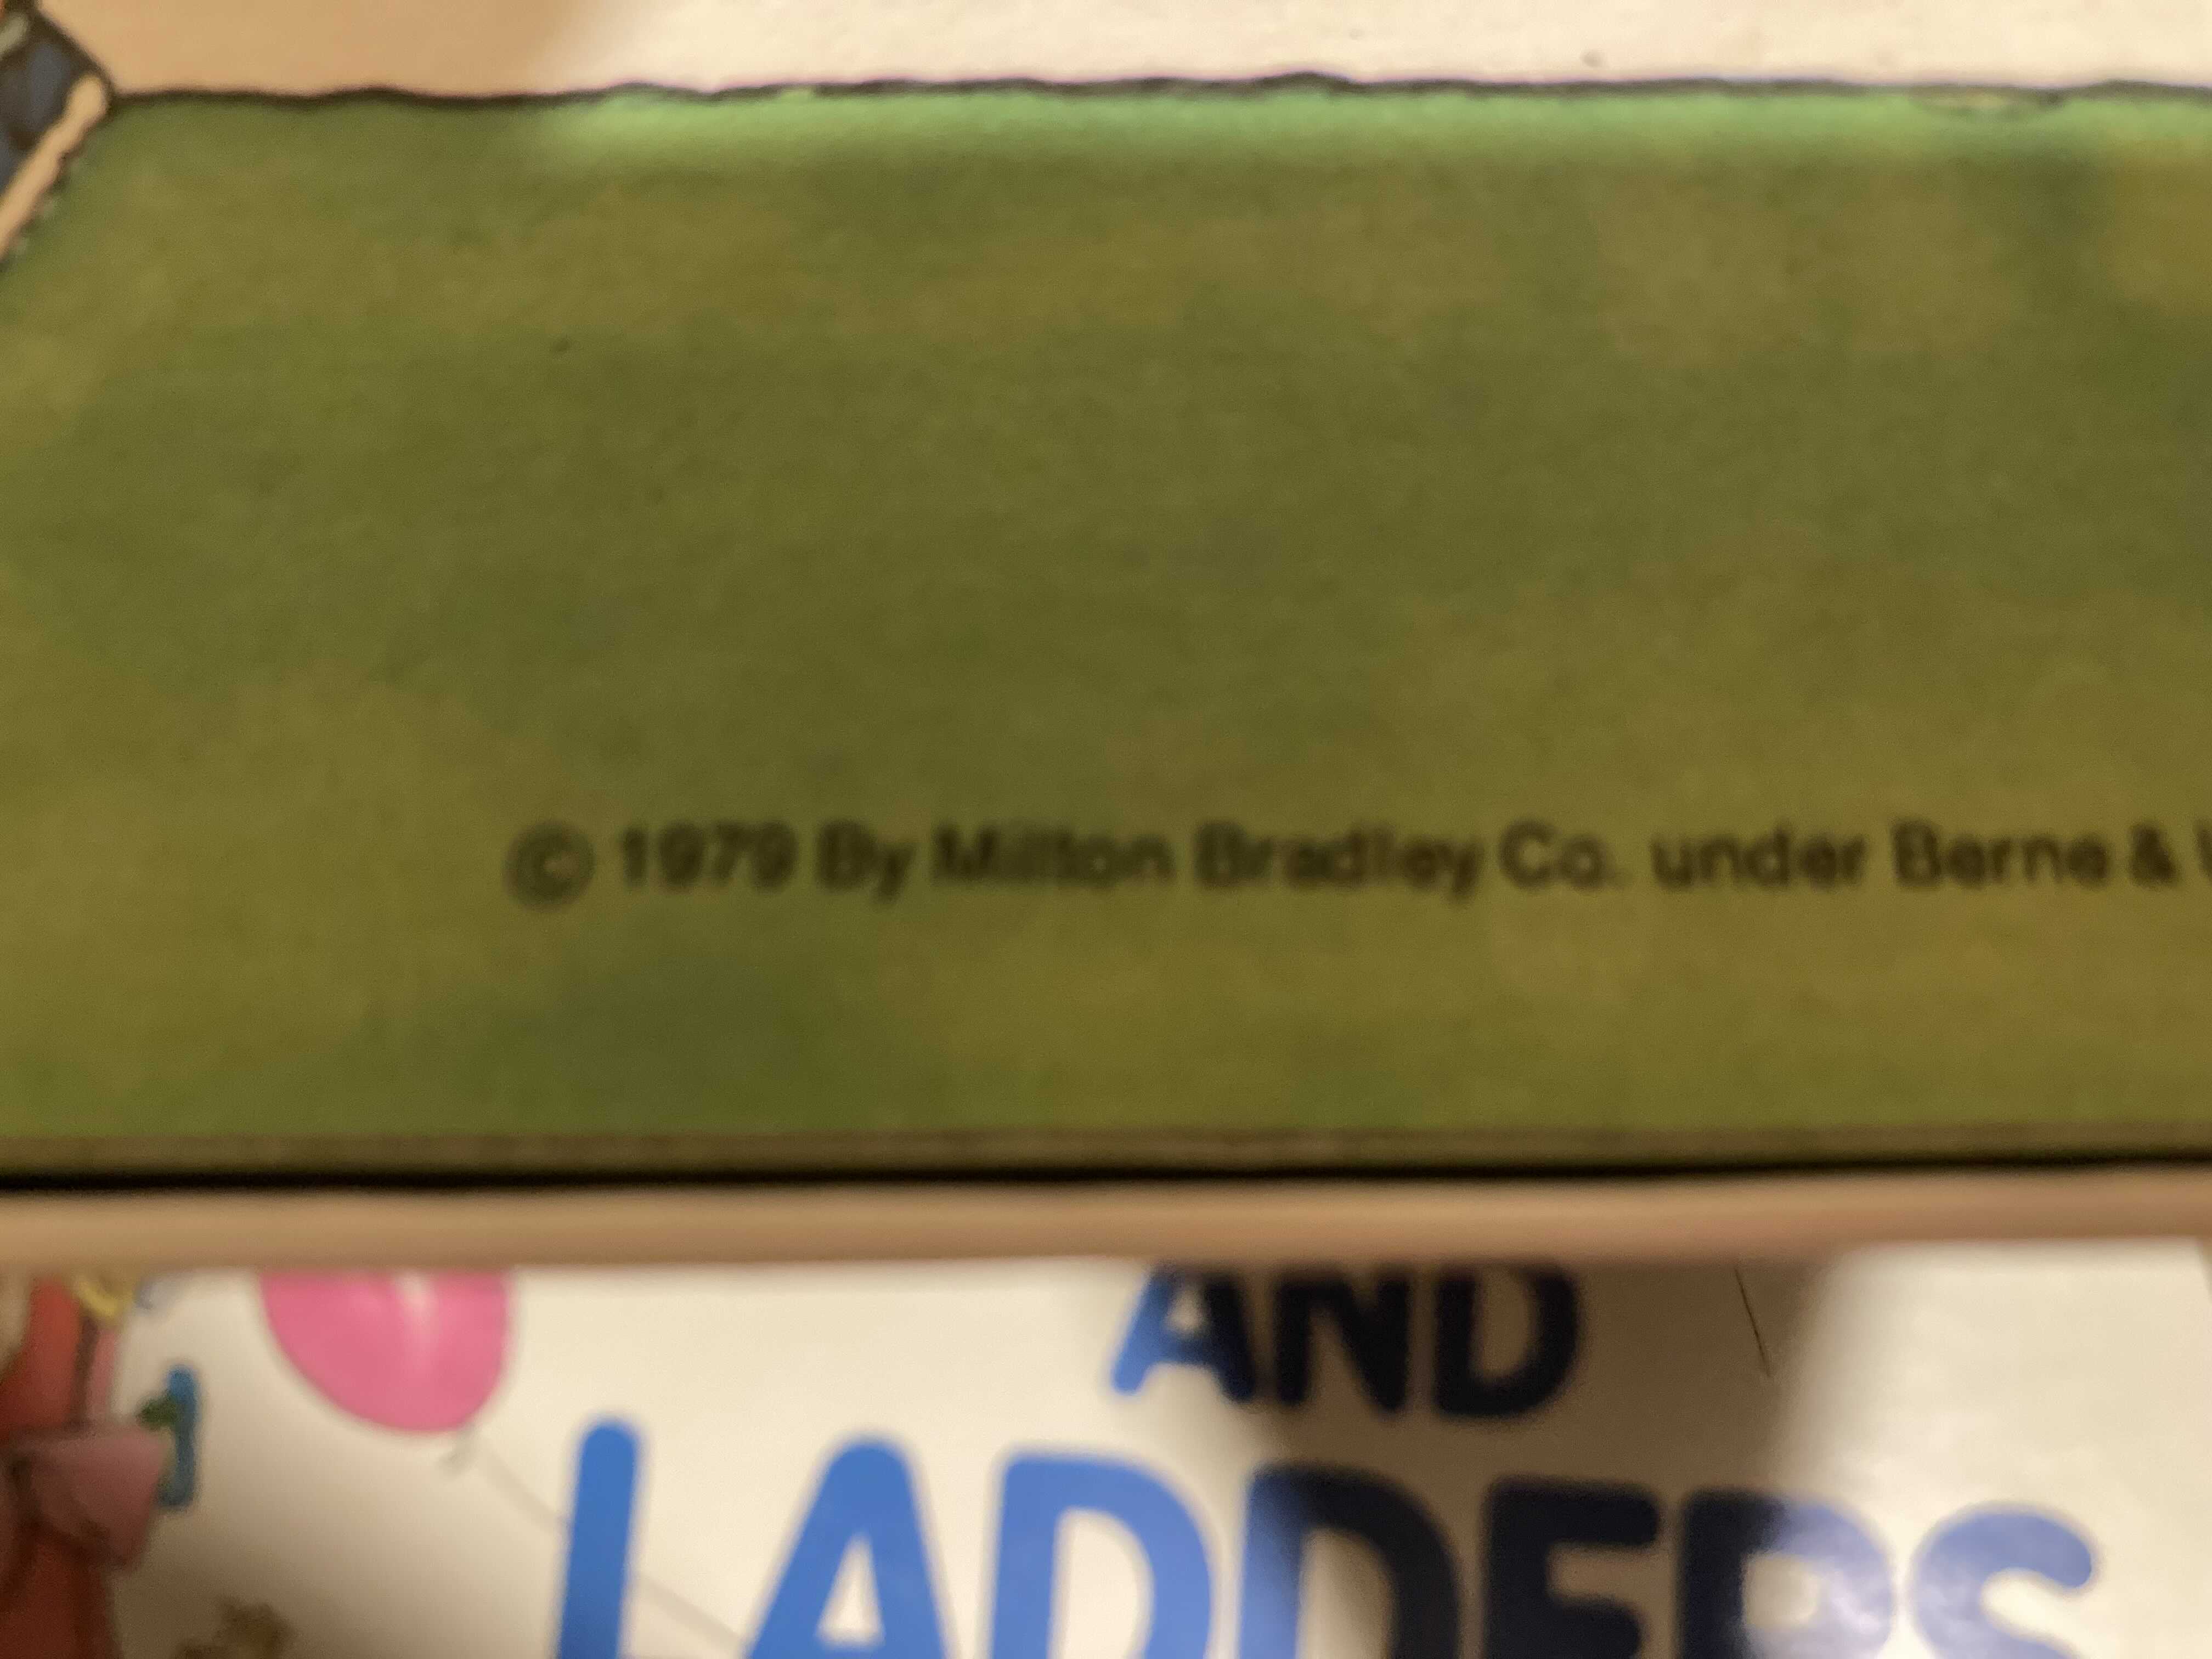 © 1979 By Milton Bradley Co. under Berne &
AND
LADDERS